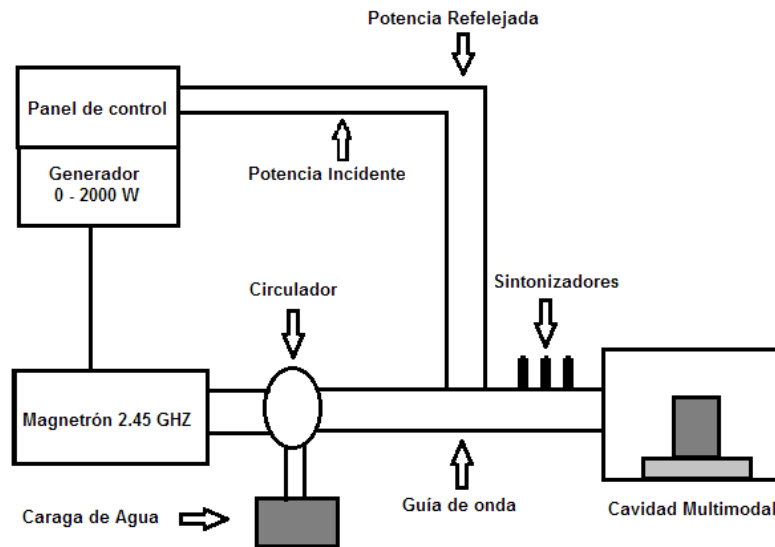 Potencia Refelejada
Panel de control
Generador
0 - 2000 W
Potencia Incidente
Circulador
Sintonizadores
Magnetrón 2.45 GHZ
Guía de onda
Cavidad Multimodal
Caraga de Agua